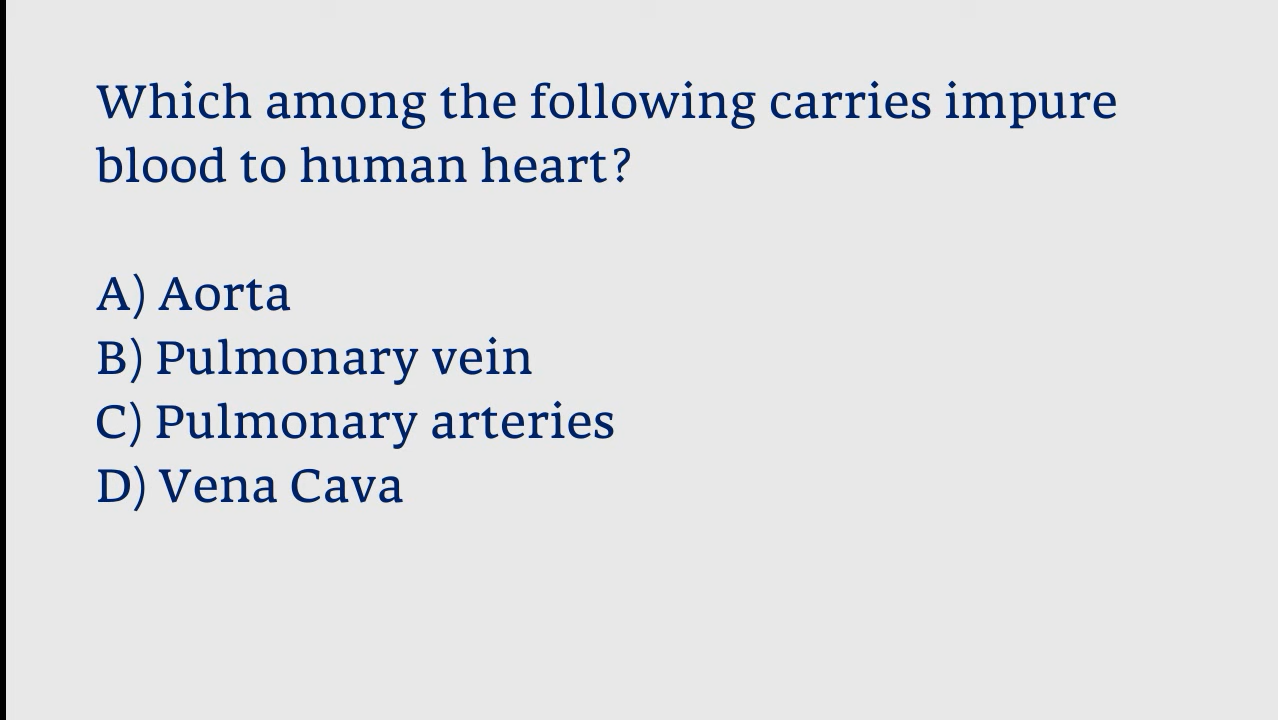 Which among the following carries impure
blood to human heart?
A) Aorta
B) Pulmonary vein
C) Pulmonary arteries
D) Vena Cava